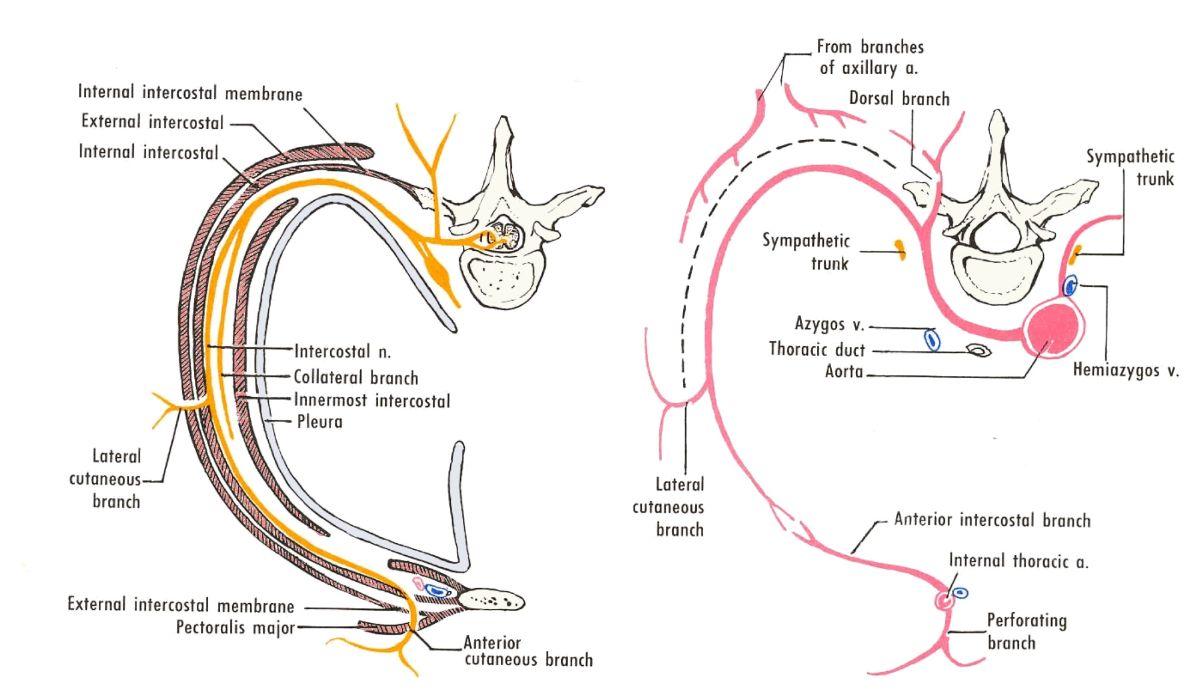 Internal intercostal membrane
External intercostal
Internal intercostal
Intercostal n.
Collateral branch
Innermost intercostal
Pleura
Lateral
cutaneous
branch
External intercostal membrane
Pectoralis major
Anterior
cutaneous branch
From branches
of axillary a.
Dorsal branch
Sympathetic
trunk
Sympathetic
trunk
Azygos v.
Thoracic duct
Aorta
Hemiazygos v.
Lateral
cutaneous
branch
Anterior intercostal branch
Internal thoracic a.
Perforating
branch